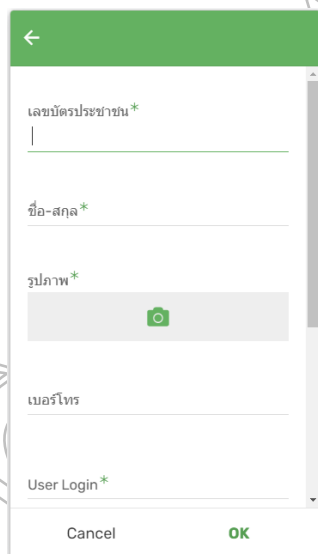 เลขบัตรประชาชน*
ชื่อ-สกุล*
รูปภาพ*
เบอร์โทร
User Login*
Cancel OK